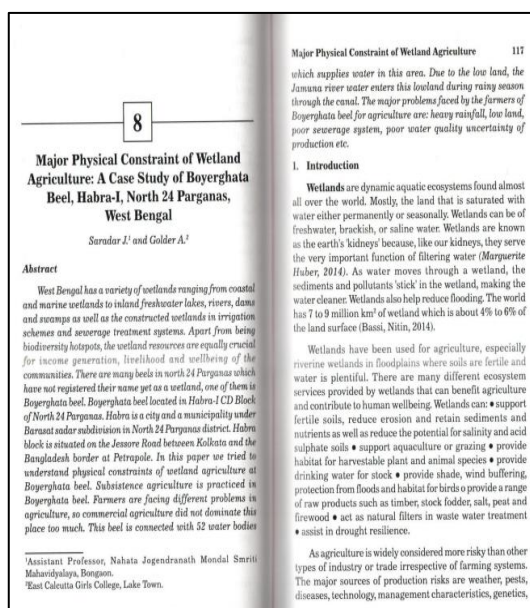 8
Major Physical Constraint of Wetland
Agriculture: A Case Study of Boyerghata
Beel, Habra-I, North 24 Parganas,
West Bengal
Saradar J.¹ and Golder A.²
Abstract
West Bengal has a variety of wetlands ranging from coastal
and marine wetlands to inland freshwater lakes, rivers, dams
and swamps as well as the constructed wetlands in irrigation
schemes and sewerage treatment systems. Apart from being
biodiversity hotspots, the wetland resources are equally crucial
for income generation, livelihood and wellbeing of the
communities. There are many beels in north 24 Parganas which
have not registered their name yet as a wetland, one of them is
Boyerghata beel. Boyerghata beel located in Habra-I CD Block
of North 24 Parganas. Habra is a city and a municipality under
Barasat sadar subdivision in North 24 Parganas district. Habra
block is situated on the Jessore Road between Kolkata and the
Bangladesh border at Petrapole. In this paper we tried to
understand physical constraints of wetland agriculture at
Boyerghata beel. Subsistence agriculture is practiced in
Boyerghata beel. Farmers are facing different problems in
agriculture, so commercial agriculture did not dominate this
place too much. This beel is connected with 52 water bodies
¹Assistant Professor, Nahata Jogendranath Mondal Smriti
Mahavidyalaya, Bongaon.
²East Calcutta Girls College, Lake Town.
Major Physical Constraint of Wetland Agriculture 117
which supplies water in this area. Due to the low land, the
Jamuna river water enters this lowland during rainy season
through the canal. The major problems faced by the farmers of
Boyerghata beel for agriculture are: heavy rainfall, low land,
poor sewerage system, poor water quality uncertainty of
production etc.
1. Introduction
Wetlands are dynamic aquatic ecosystems found almost
all over the world. Mostly, the land that is saturated with
water either permanently or seasonally. Wetlands can be of
freshwater, brackish, or saline water. Wetlands are known
as the earth's 'kidneys' because, like our kidneys, they serve
the very important function of filtering water (Marguerite
Huber, 2014). As water moves through a wetland, the
sediments and pollutants 'stick' in the wetland, making the
water cleaner. Wetlands also help reduce flooding. The world
has 7 to 9 million km² of wetland which is about 4% to 6% of
the land surface (Bassi, Nitin, 2014).
Wetlands have been used for agriculture, especially
riverine wetlands in floodplains where soils are fertile and
water is plentiful. There are many different ecosystem
services provided by wetlands that can benefit agriculture
and contribute to human wellbeing. Wetlands can: • support
fertile soils, reduce erosion and retain sediments and
nutrients as well as reduce the potential for salinity and acid
sulphate soils • support aquaculture or grazing • provide
habitat for harvestable plant and animal species • provide
drinking water for stock • provide shade, wind buffering,
protection from floods and habitat for birds o provide a range
of raw products such as timber, stock fodder, salt, peat and
firewood • act as natural filters in waste water treatment
• assist in drought resilience.
As agriculture is widely considered more risky than other
types of industry or trade irrespective of farming systems.
The major sources of production risks are weather, pests,
diseases, technology, management characteristics, genetics,